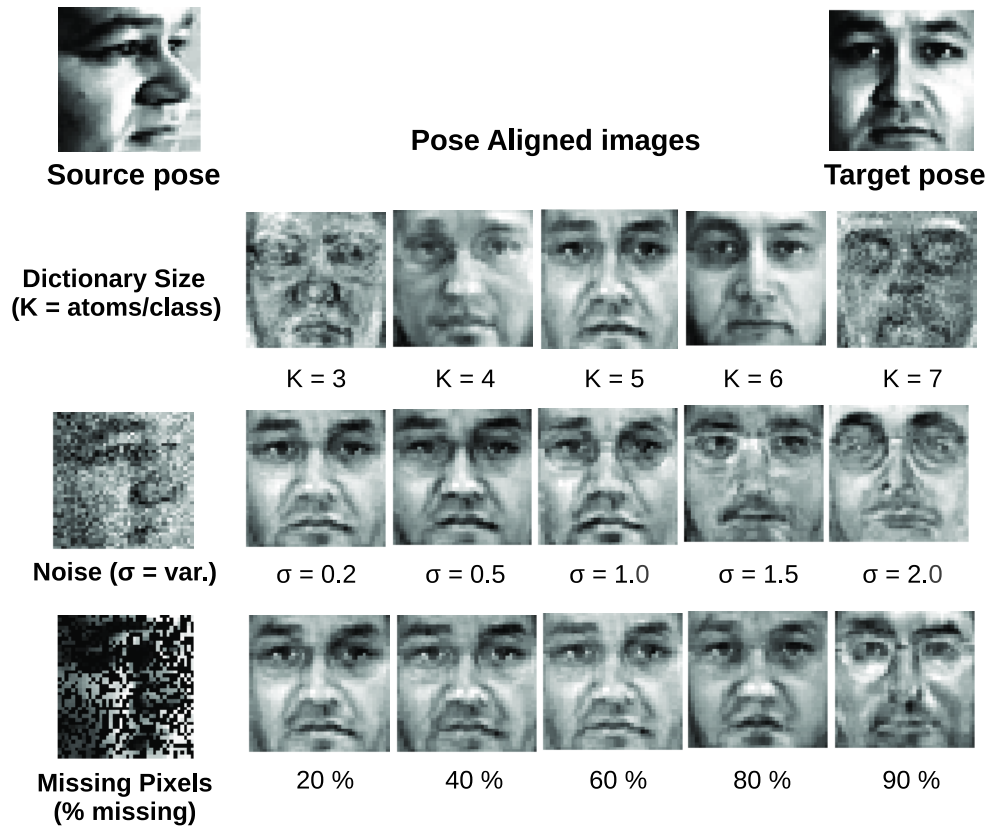 Source pose
Pose Aligned images
Target pose
Dictionary Size
(K = atoms/class)
K = 3
K = 4
K = 5
K = 6
K = 7
Noise (σ = var.)
σ = 0.2
σ = 0.5
σ = 1.0
σ = 1.5
σ = 2.0
Missing Pixels
(% missing)
20 %
40 %
60 %
80 %
90 %